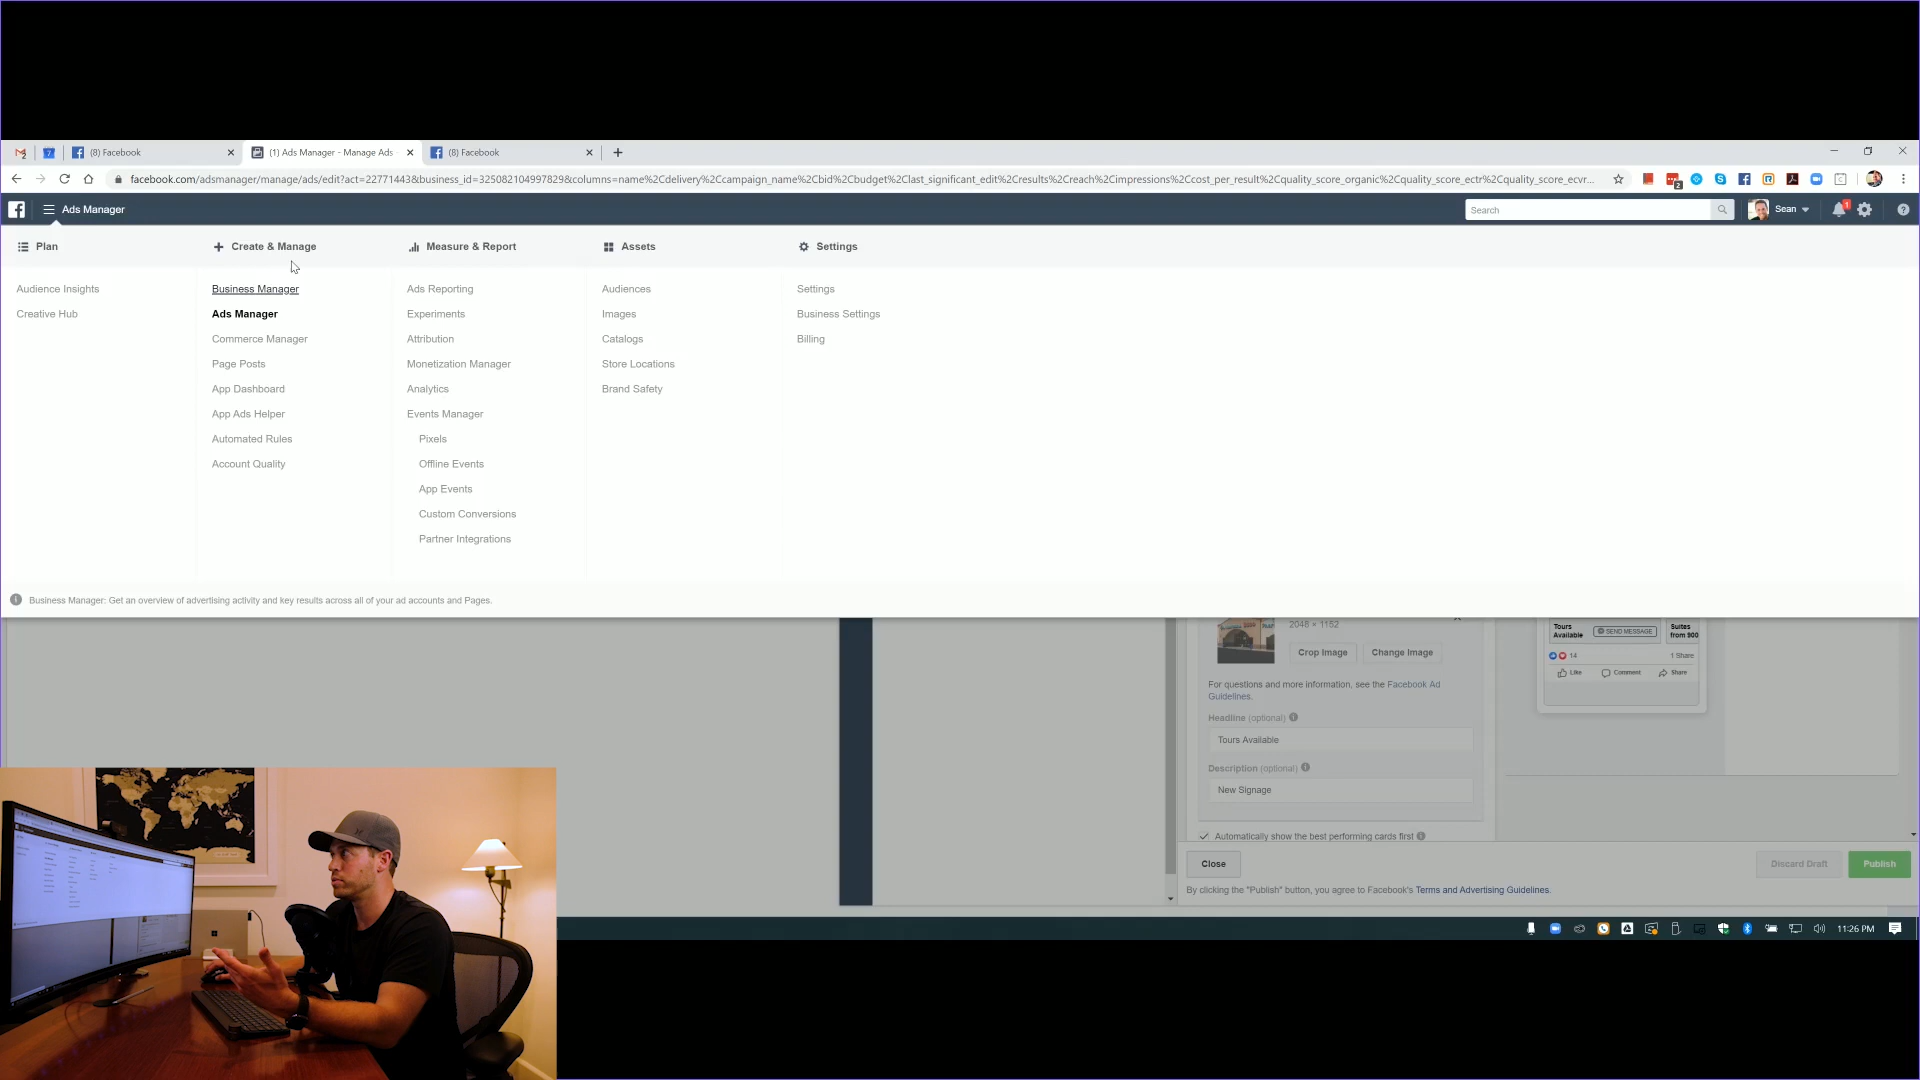 (8) Facebook
(1) Ads Manager - Manage Ads
(8) Facebook
facebook.com/adsmanager/manage/ads/edit?act=22771443&business_id=325082104997829&columns=name%2Cdelivery%2Ccampaign_name%2Cbid%2Cbudget%2Clast_significant_edit%2Cresults%2Creach%2Cimpressions%2Ccost_per_result%2Cquality_score_organic%2Cquality_score_ectr%2Cquality_score_ecvr...
Ads Manager
Search
Sean
Plan
Create & Manage
Measure & Report
Assets
Settings
Audience Insights
Creative Hub
Business Manager
Ads Manager
Commerce Manager
Page Posts
App Dashboard
App Ads Helper
Automated Rules
Account Quality
Ads Reporting
Experiments
Attribution
Monetization Manager
Analytics
Events Manager
Pixels
Offline Events
App Events
Custom Conversions
Partner Integrations
Audiences
Images
Catalogs
Store Locations
Brand Safety
Settings
Business Settings
Billing
Business Manager: Get an overview of advertising activity and key results across all of your ad accounts and Pages.
2048 × 1152
Crop Image
Change Image
For questions and more information, see the Facebook Ad
Guidelines.
Headline (optional)
Tours Available
Description (optional)
New Signage
Automatically show the best performing cards first
Tours
Available
SEND MESSAGE
Suites
from 900
14
1 Share
Like
Comment
Share
Close
Discard Draft
Publish
By clicking the "Publish" button, you agree to Facebook's Terms and Advertising Guidelines.
11:26 PM